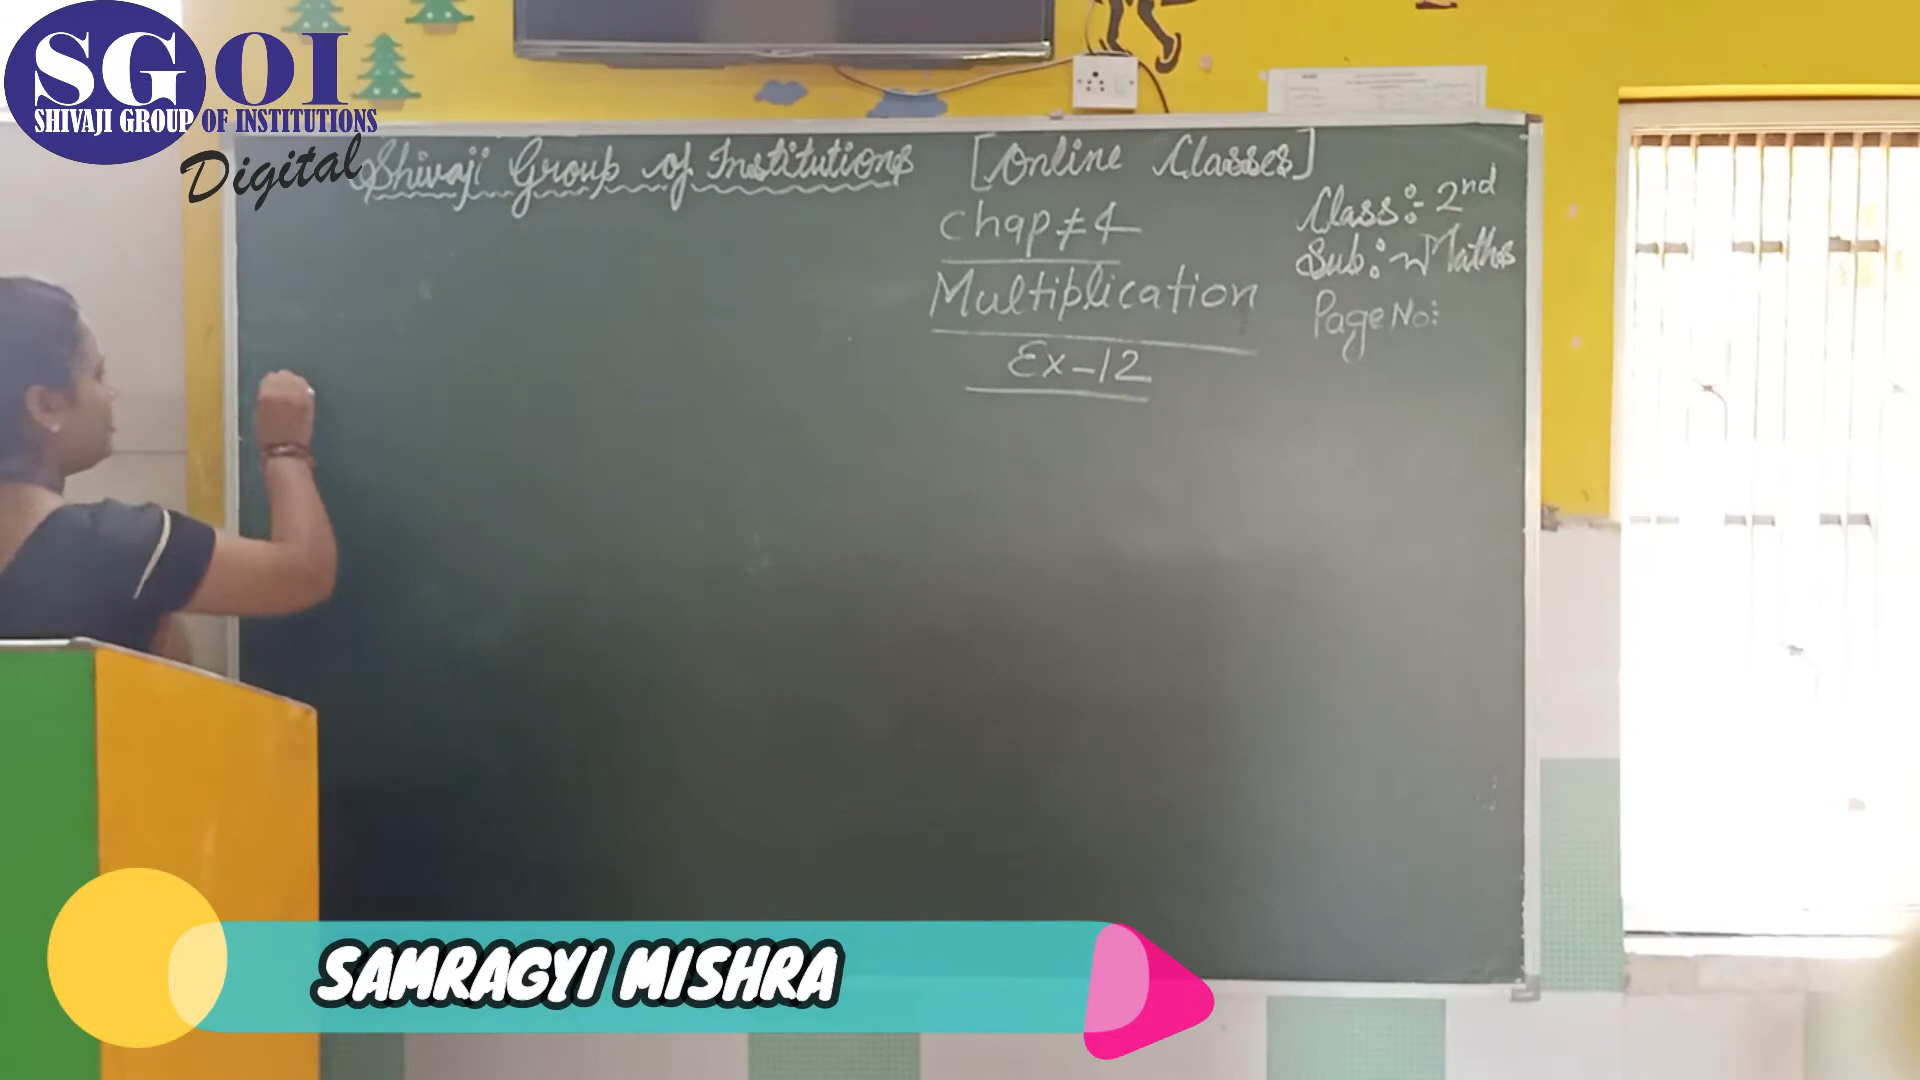 SGOI
SHIVAJI GROUP OF INSTITUTIONS
Digital
Shivaji Group of Institutions [Online Classes]
Class:- 2nd
Sub:- Maths
Page No:
Chap≠4
Multiplication
Ex-12
SAMRAGYI MISHRA